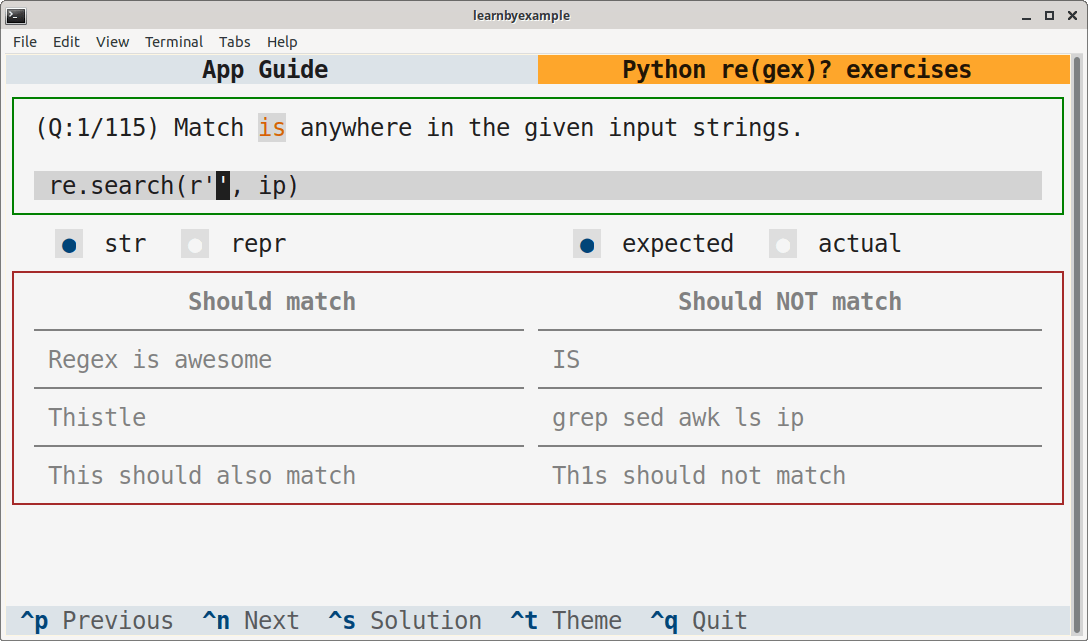 learnbyexample
File Edit View Terminal Tabs Help
App Guide Python re(gex)? exercises
(Q:1/115) Match is anywhere in the given input strings.
re.search(r'', ip)
str repr expected actual
Should match Should NOT match
Regex is awesome IS
Thistle grep sed awk ls ip
This should also match Th1s should not match
^p Previous ^n Next ^s Solution ^t Theme ^q Quit